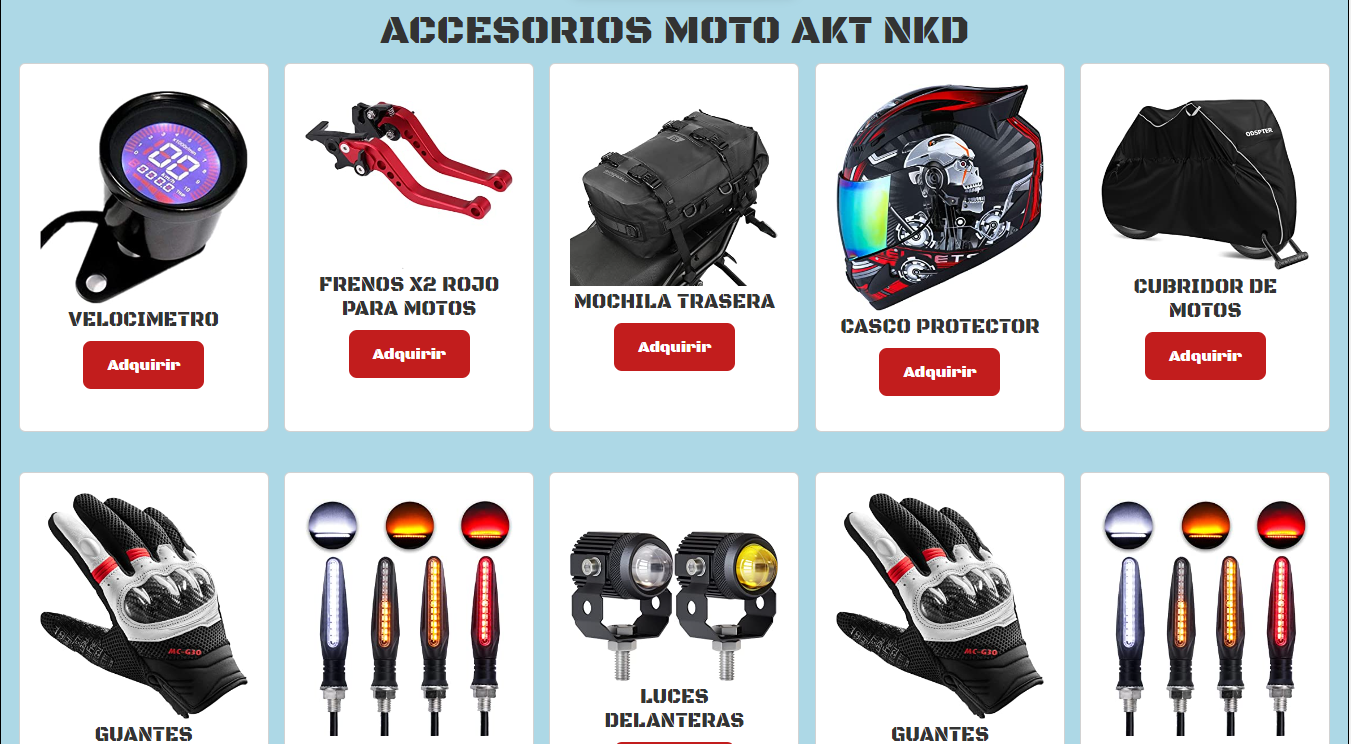 ACCESORIOS MOTO AKT NKD
ODSPTER
VELOCIMETRO
Adquirir
FRENOS X2 ROJO
PARA MOTOS
Adquirir
MOCHILA TRASERA
Adquirir
CASCO PROTECTOR
Adquirir
CUBRIDOR DE
MOTOS
Adquirir
MC-G30
MC-G30
LUCES
DELANTERAS
GUANTES
GUANTES